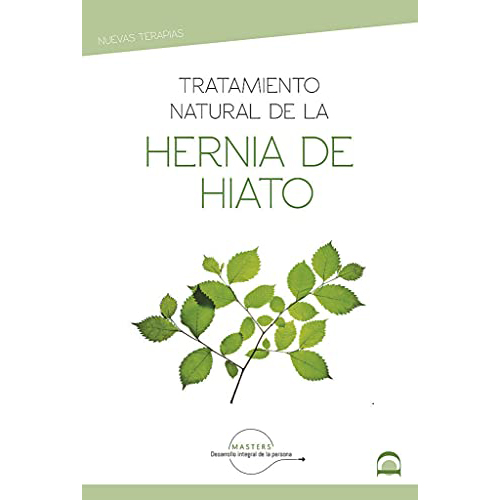 NUEVAS TERAPIAS
TRATAMIENTO
NATURAL DE LA
HERNIA DE
HIATO
MASTERS
Desarrollo integral de la persona